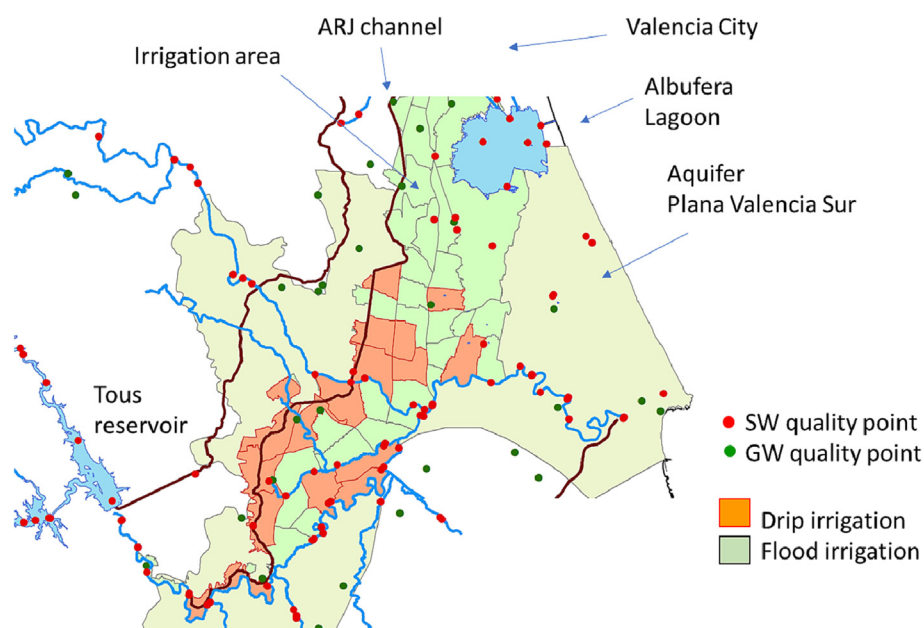 ARJ channel
Valencia City
Irrigation area
Albufera
Lagoon
Aquifer
Plana Valencia Sur
Tous
reservoir
SW quality point
GW quality point
Drip irrigation
Flood irrigation